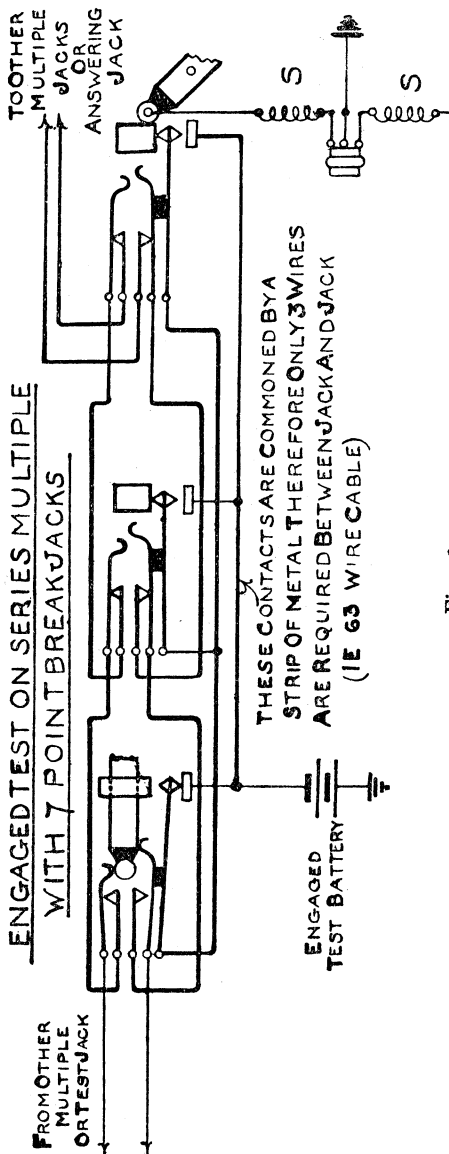 ENGAGED TEST ON SERIES MULTIPLE
WITH 7 POINT BREAK JACKS
FROM OTHER
MULTIPLE
OR TEST JACK
TO OTHER
MULTIPLE
JACKS
OR
ANSWERING
JACK
THESE CONTACTS ARE COMMONED BY A
STRIP OF METAL THEREFORE ONLY 3 WIRES
ARE REQUIRED BETWEEN JACK AND JACK
(IE 63 WIRE CABLE)
ENGAGED
TEST BATTERY
S
S